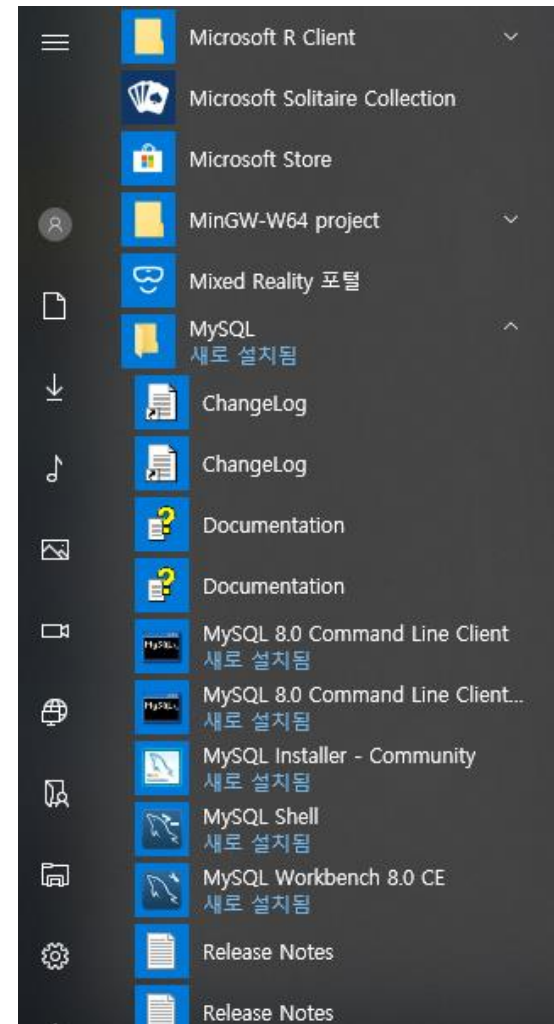 Microsoft R Client
Microsoft Solitaire Collection
Microsoft Store
MinGW-W64 project
Mixed Reality 포털
MySQL
새로 설치됨
ChangeLog
ChangeLog
Documentation
Documentation
MySQL 8.0 Command Line Client
새로 설치됨
MySQL 8.0 Command Line Client...
새로 설치됨
MySQL Installer - Community
새로 설치됨
MySQL Shell
새로 설치됨
MySQL Workbench 8.0 CE
새로 설치됨
Release Notes
Release Notes